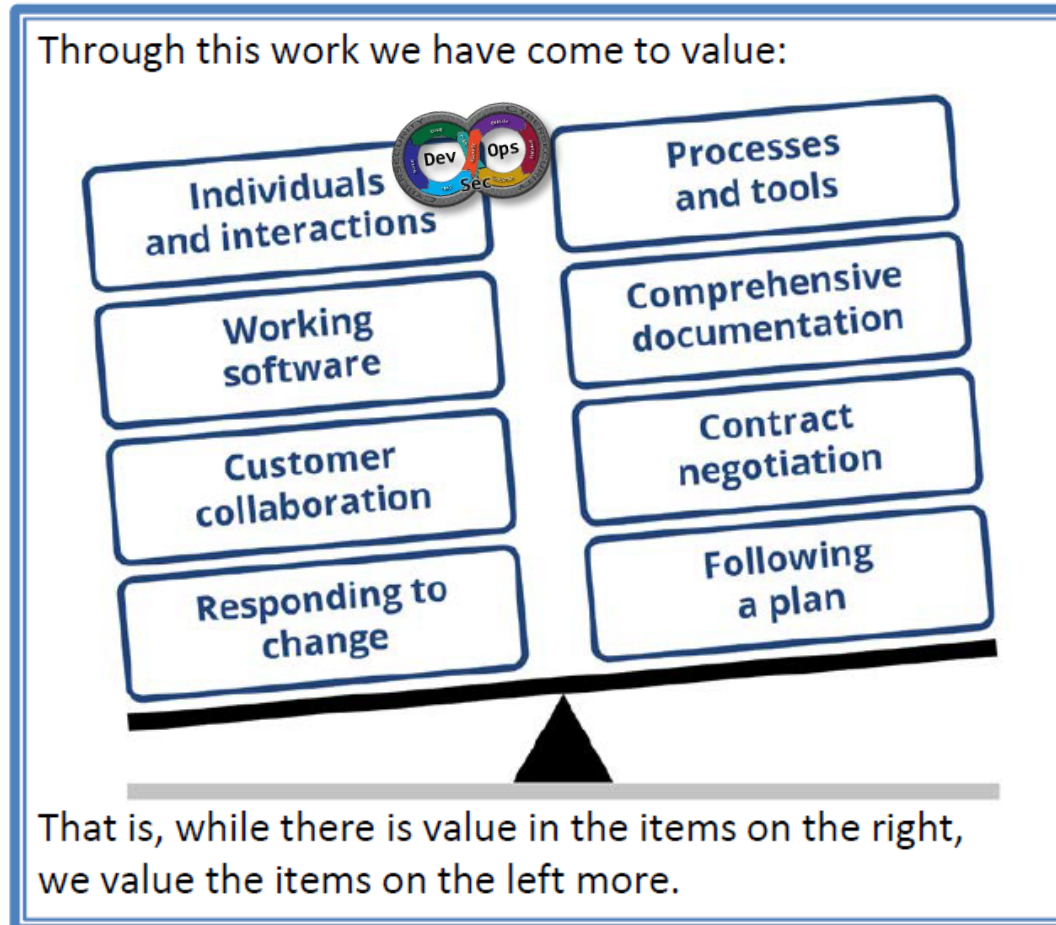 Through this work we have come to value:
Individuals
and interactions
Processes
and tools
Dev
Sec
Ops
Working
software
Comprehensive
documentation
Customer
collaboration
Contract
negotiation
Responding to
change
Following
a plan
That is, while there is value in the items on the right,
we value the items on the left more.